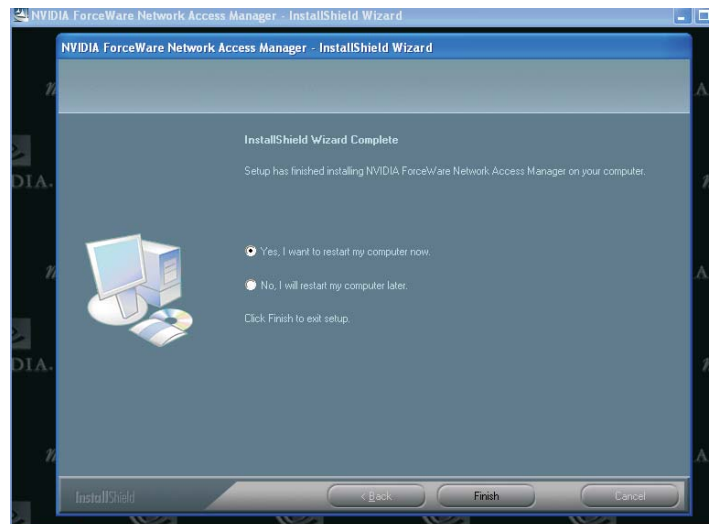 NVIDIA ForceWare Network Access Manager - InstallShield Wizard
NVIDIA ForceWare Network Access Manager - InstallShield Wizard
InstallShield Wizard Complete
Setup has finished installing NVIDIA ForceWare Network Access Manager on your computer.
Yes, I want to restart my computer now.
No, I will restart my computer later.
Click Finish to exit setup.
DIA.
DIA.
InstallShield
< Back
Finish
Cancel